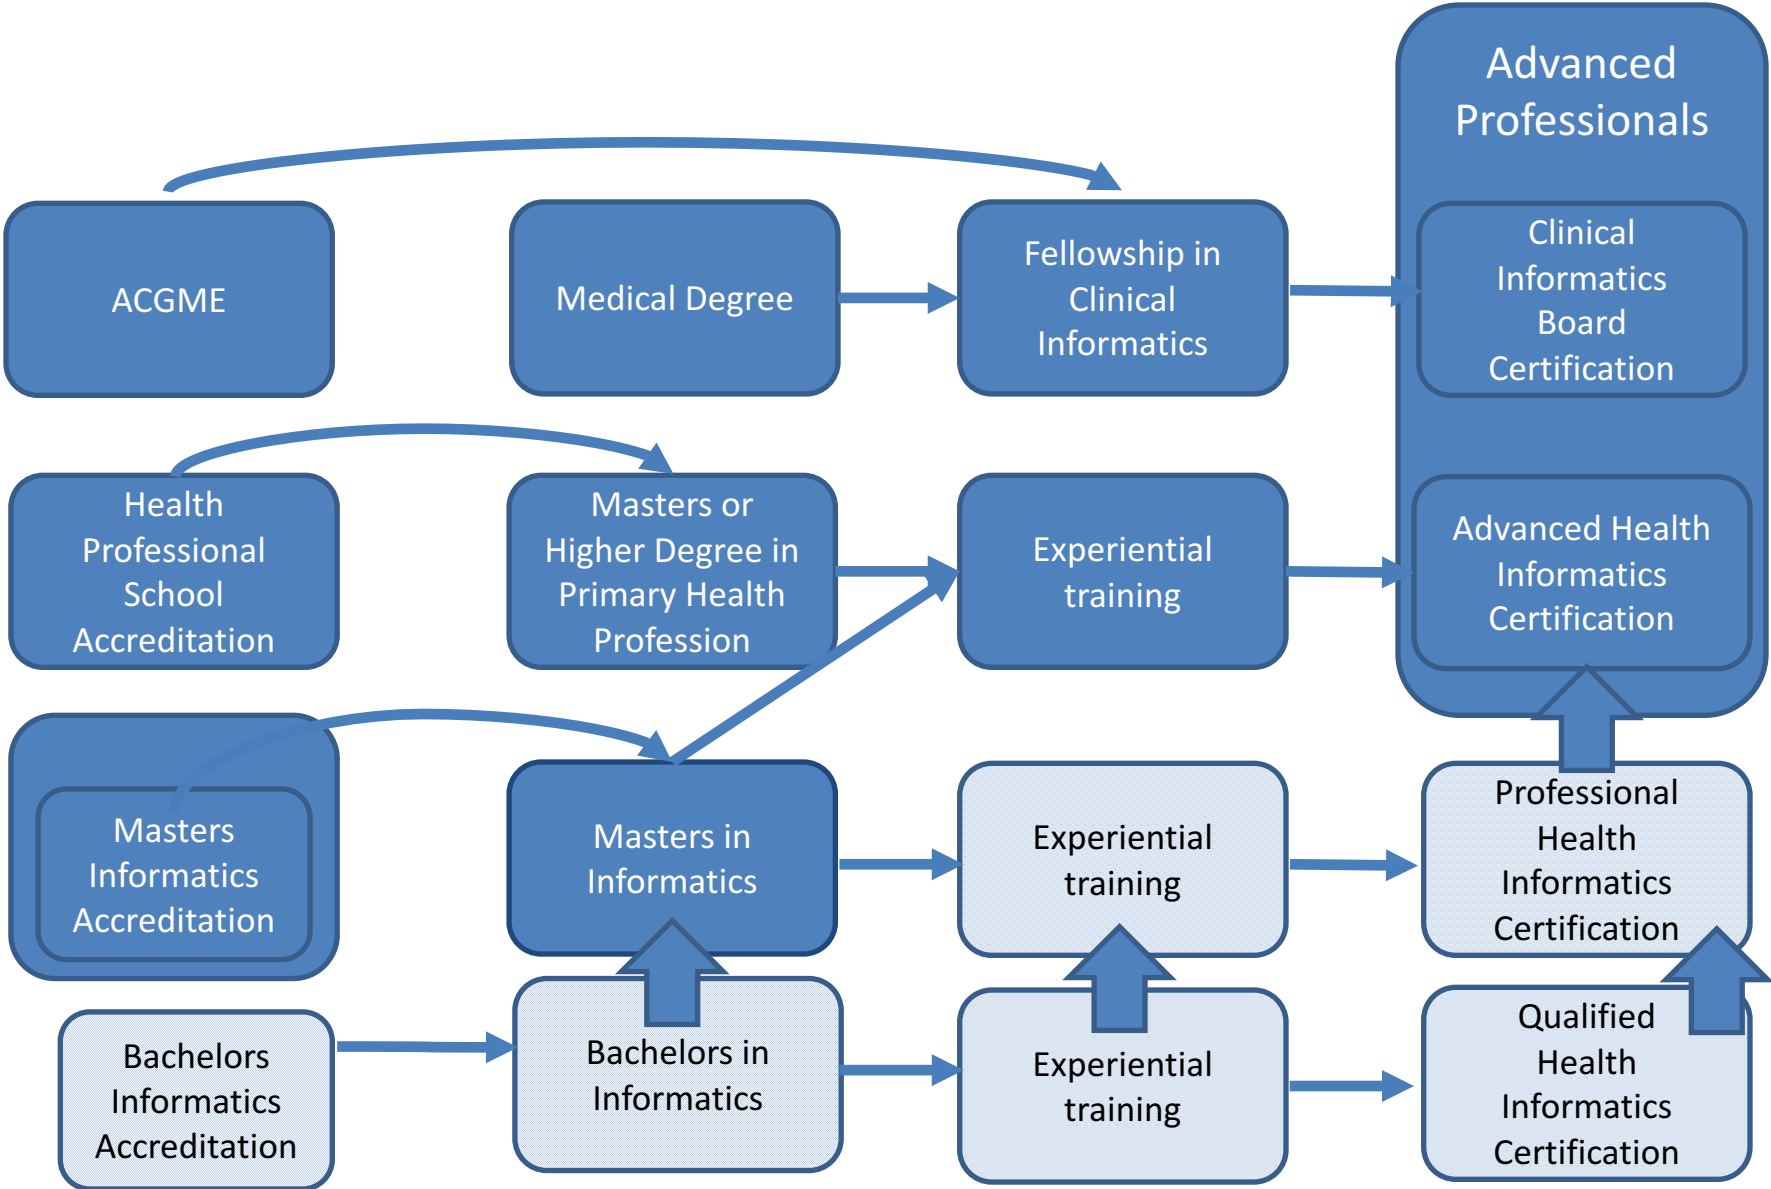 Advanced
Professionals
ACGME
Medical Degree
Fellowship in
Clinical
Informatics
Clinical
Informatics
Board
Certification
Health
Professional
School
Accreditation
Masters or
Higher Degree in
Primary Health
Profession
Experiential
training
Advanced Health
Informatics
Certification
Masters
Informatics
Accreditation
Masters in
Informatics
Experiential
training
Professional
Health
Informatics
Certification
Bachelors
Informatics
Accreditation
Bachelors in
Informatics
Experiential
training
Qualified
Health
Informatics
Certification